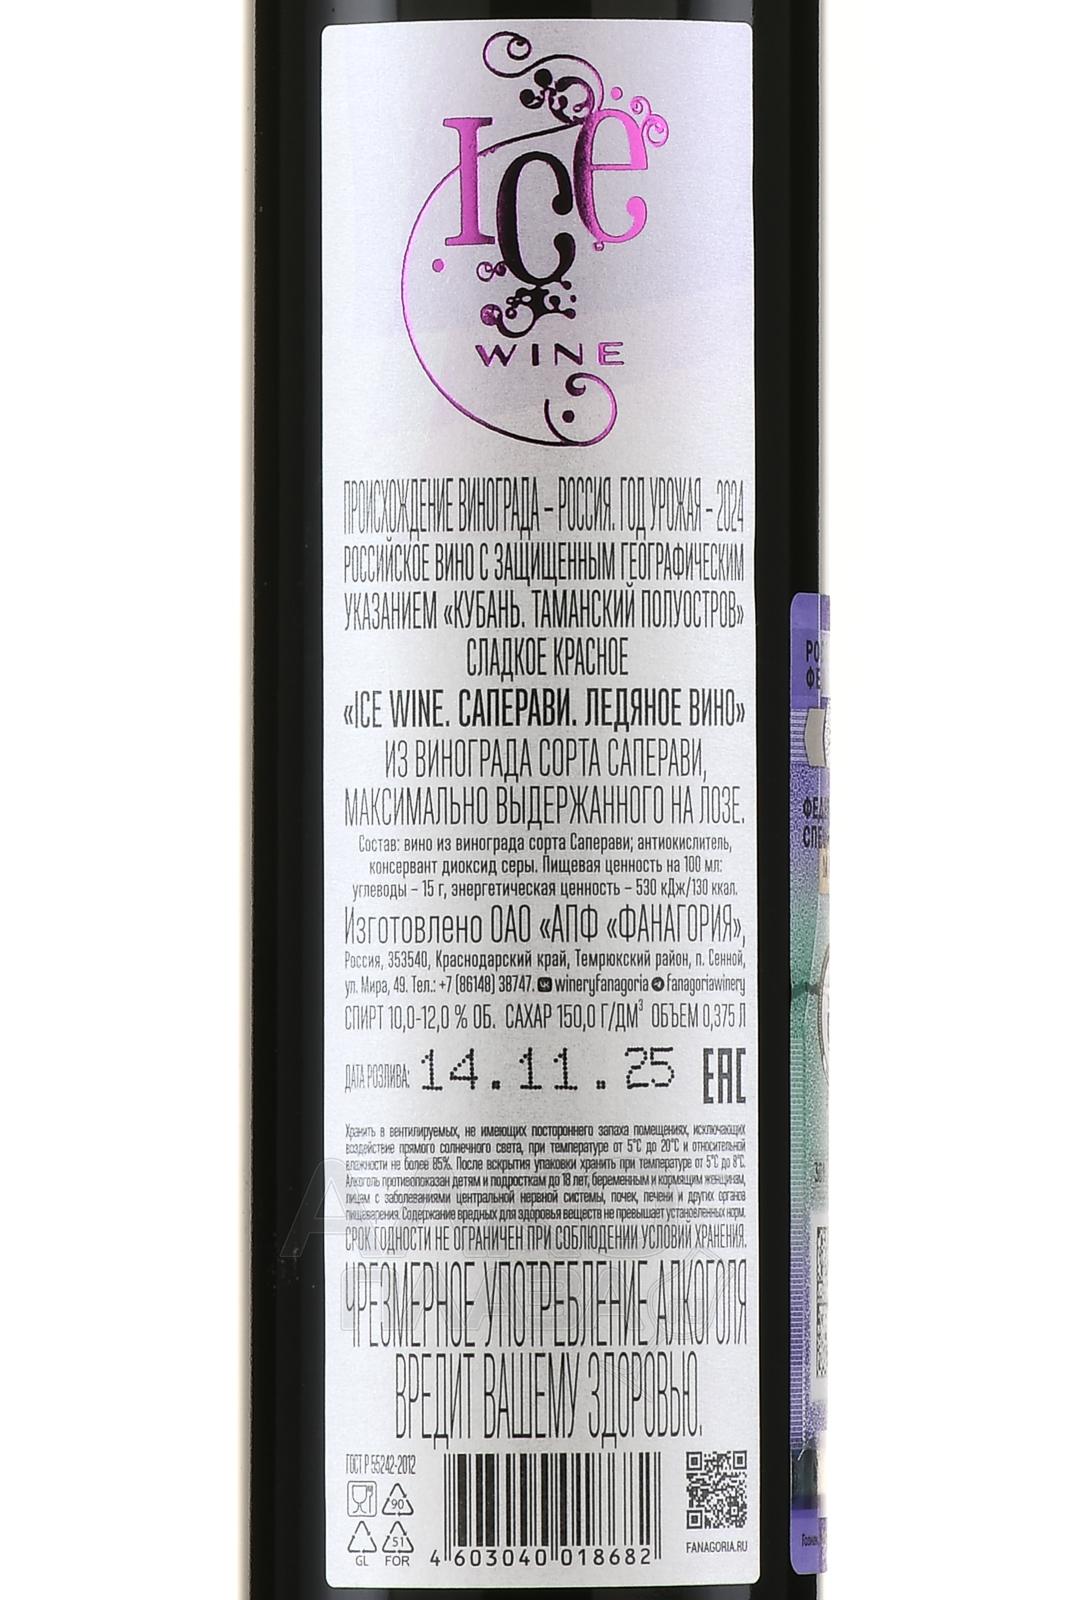 Ice
WINE
ПРОИСХОЖДЕНИЕ ВИНОГРАДА – РОССИЯ. ГОД УРОЖАЯ – 2024
РОССИЙСКОЕ ВИНО С ЗАЩИЩЕННЫМ ГЕОГРАФИЧЕСКИМ
УКАЗАНИЕМ «КУБАНЬ. ТАМАНСКИЙ ПОЛУОСТРОВ»
СЛАДКОЕ КРАСНОЕ
«ICE WINE. САПЕРАВИ. ЛЕДЯНОЕ ВИНО»
ИЗ ВИНОГРАДА СОРТА САПЕРАВИ,
МАКСИМАЛЬНО ВЫДЕРЖАННОГО НА ЛОЗЕ.
Состав: вино из винограда сорта Саперави; антиокислитель,
консервант диоксид серы. Пищевая ценность на 100 мл:
углеводы – 15 г, энергетическая ценность – 530 кДж/130 ккал.
Изготовлено ОАО «АПФ «ФАНАГОРИЯ»,
Россия, 353540, Краснодарский край, Темрюкский район, п. Сенной,
ул. Мира, 49. Тел.: +7 (86148) 38747. wineryfanagoria fanagoriawinery
СПИРТ 10,0-12,0 % ОБ. САХАР 150,0 Г/ДМ³ ОБЪЕМ 0,375 Л
ДАТА РОЗЛИВА: 14.11.25 ЕАС
Хранить в вентилируемых, не имеющих постороннего запаха помещениях, исключающих
воздействие прямого солнечного света, при температуре от 5°С до 20°С и относительной
влажности не более 85%. После вскрытия упаковки хранить при температуре от 5°С до 8°С.
Алкоголь противопоказан детям и подросткам до 18 лет, беременным и кормящим женщинам,
лицам с заболеваниями центральной нервной системы, почек, печени и других органов
пищеварения. Содержание вредных для здоровья веществ не превышает установленных норм.
СРОК ГОДНОСТИ НЕ ОГРАНИЧЕН ПРИ СОБЛЮДЕНИИ УСЛОВИЙ ХРАНЕНИЯ.
ЧРЕЗМЕРНОЕ УПОТРЕБЛЕНИЕ АЛКОГОЛЯ
ВРЕДИТ ВАШЕМУ ЗДОРОВЬЮ.
ГОСТ Р 55242-2012
90
51
GL FOR
4 603040 018682
FANAGORIA.RU